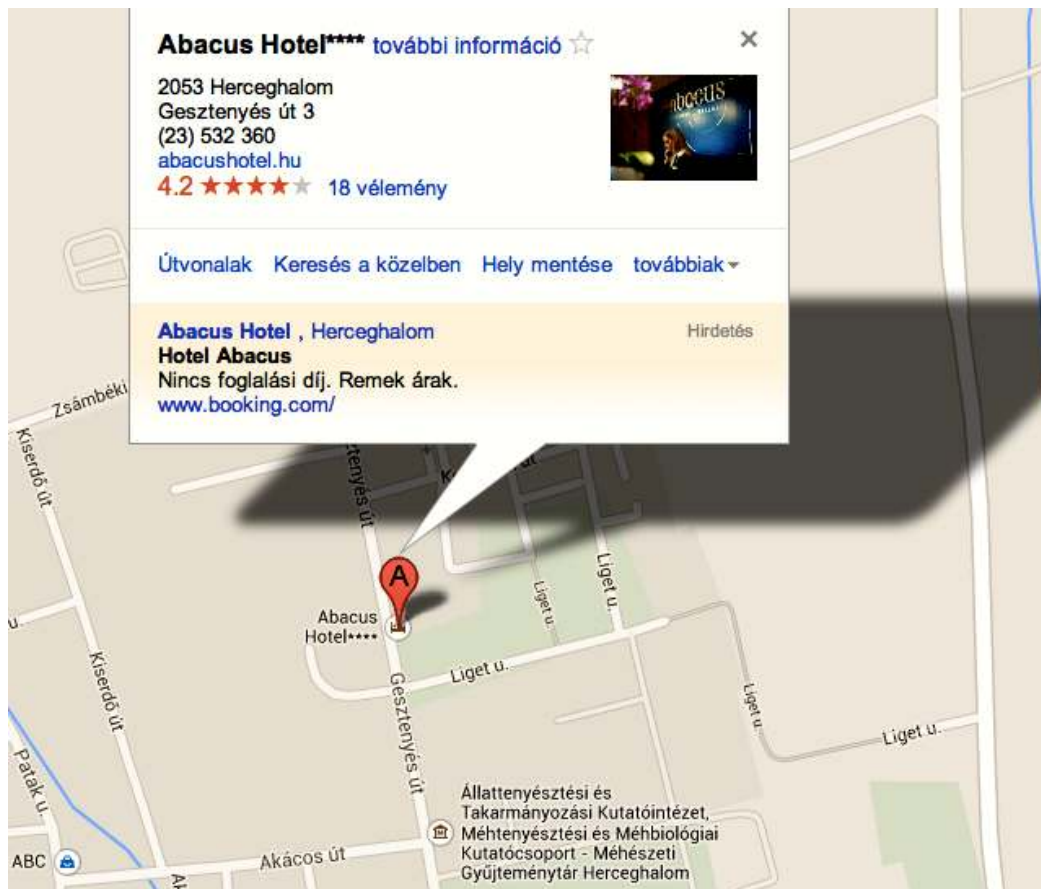 Abacus Hotel**** további információ
2053 Herceghalom
Gesztenyés út 3
(23) 532 360
abacushotel.hu
4.2 18 vélemény
abacus
Útvonalak Keresés a közelben Hely mentése továbbiak
Abacus Hotel , Herceghalom Hirdetés
Hotel Abacus
Nincs foglalási díj. Remek árak.
www.booking.com/
Zsámbéki
Kiserdő út
ztenyés út
A
Abacus
Hotel****
Liget u.
Liget u.
Liget u.
u.
Kiserdő út
Gesztenyés út
Liget u.
Liget u.
Patak u.
Állattenyésztési és
Takarmányozási Kutatóintézet,
Méhtenyésztési és Méhbiológiai
Kutatócsoport - Méhészeti
Gyűjteménytár Herceghalom
ABC
Akácos út